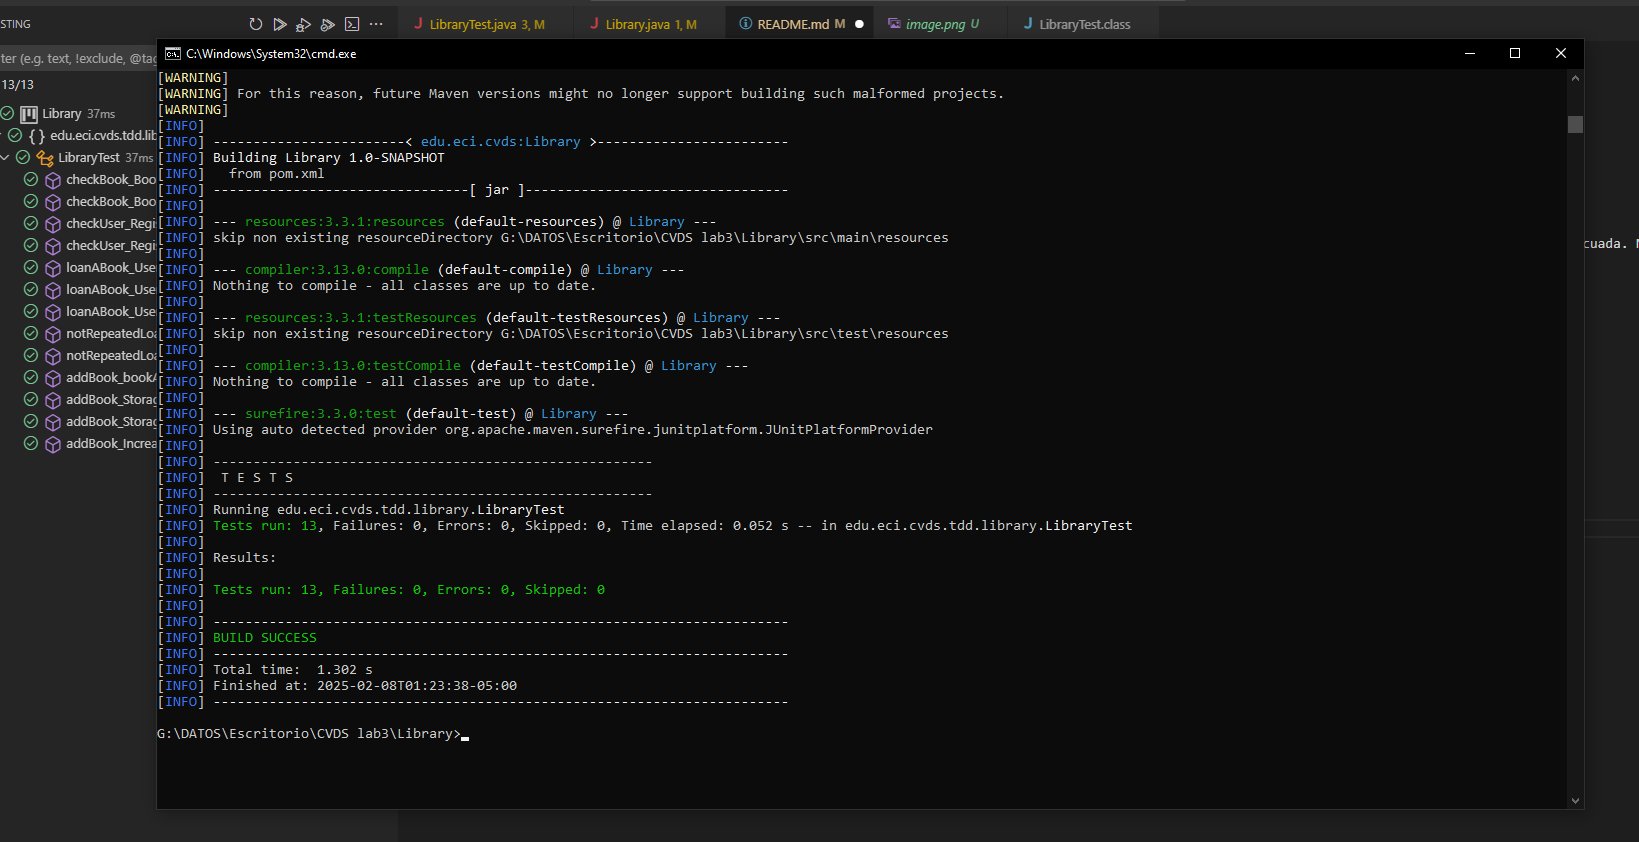 STING
LibraryTest.java 3, M
Library.java 1, M
README.md M
image.png U
LibraryTest.class
ter (e.g. text, !exclude, @tag
13/13
Library 37ms
edu.eci.cvds.tdd.lib
LibraryTest 37ms
checkBook_Boo
checkBook_Boo
checkUser_Regi
checkUser_Regi
loanABook_Use
loanABook_Use
loanABook_Use
notRepeatedLoa
notRepeatedLoa
addBook_bookA
addBook_Storag
addBook_Storag
addBook_Increa
C:\Windows\System32\cmd.exe
[WARNING]
[WARNING] For this reason, future Maven versions might no longer support building such malformed projects.
[WARNING]
[INFO]
[INFO] ------------------------< edu.eci.cvds:Library >------------------------
[INFO] Building Library 1.0-SNAPSHOT
[INFO]   from pom.xml
[INFO] --------------------------------[ jar ]---------------------------------
[INFO]
[INFO] --- resources:3.3.1:resources (default-resources) @ Library ---
[INFO] skip non existing resourceDirectory G:\DATOS\Escritorio\CVDS lab3\Library\src\main\resources
[INFO]
[INFO] --- compiler:3.13.0:compile (default-compile) @ Library ---
[INFO] Nothing to compile - all classes are up to date.
[INFO]
[INFO] --- resources:3.3.1:testResources (default-testResources) @ Library ---
[INFO] skip non existing resourceDirectory G:\DATOS\Escritorio\CVDS lab3\Library\src\test\resources
[INFO]
[INFO] --- compiler:3.13.0:testCompile (default-testCompile) @ Library ---
[INFO] Nothing to compile - all classes are up to date.
[INFO]
[INFO] --- surefire:3.3.0:test (default-test) @ Library ---
[INFO] Using auto detected provider org.apache.maven.surefire.junitplatform.JUnitPlatformProvider
[INFO]
[INFO] -------------------------------------------------------
[INFO]  T E S T S
[INFO] -------------------------------------------------------
[INFO] Running edu.eci.cvds.tdd.library.LibraryTest
[INFO] Tests run: 13, Failures: 0, Errors: 0, Skipped: 0, Time elapsed: 0.052 s -- in edu.eci.cvds.tdd.library.LibraryTest
[INFO]
[INFO] Results:
[INFO]
[INFO] Tests run: 13, Failures: 0, Errors: 0, Skipped: 0
[INFO]
[INFO] ------------------------------------------------------------------------
[INFO] BUILD SUCCESS
[INFO] ------------------------------------------------------------------------
[INFO] Total time:  1.302 s
[INFO] Finished at: 2025-02-08T01:23:38-05:00
[INFO] ------------------------------------------------------------------------
G:\DATOS\Escritorio\CVDS lab3\Library>
cuada.